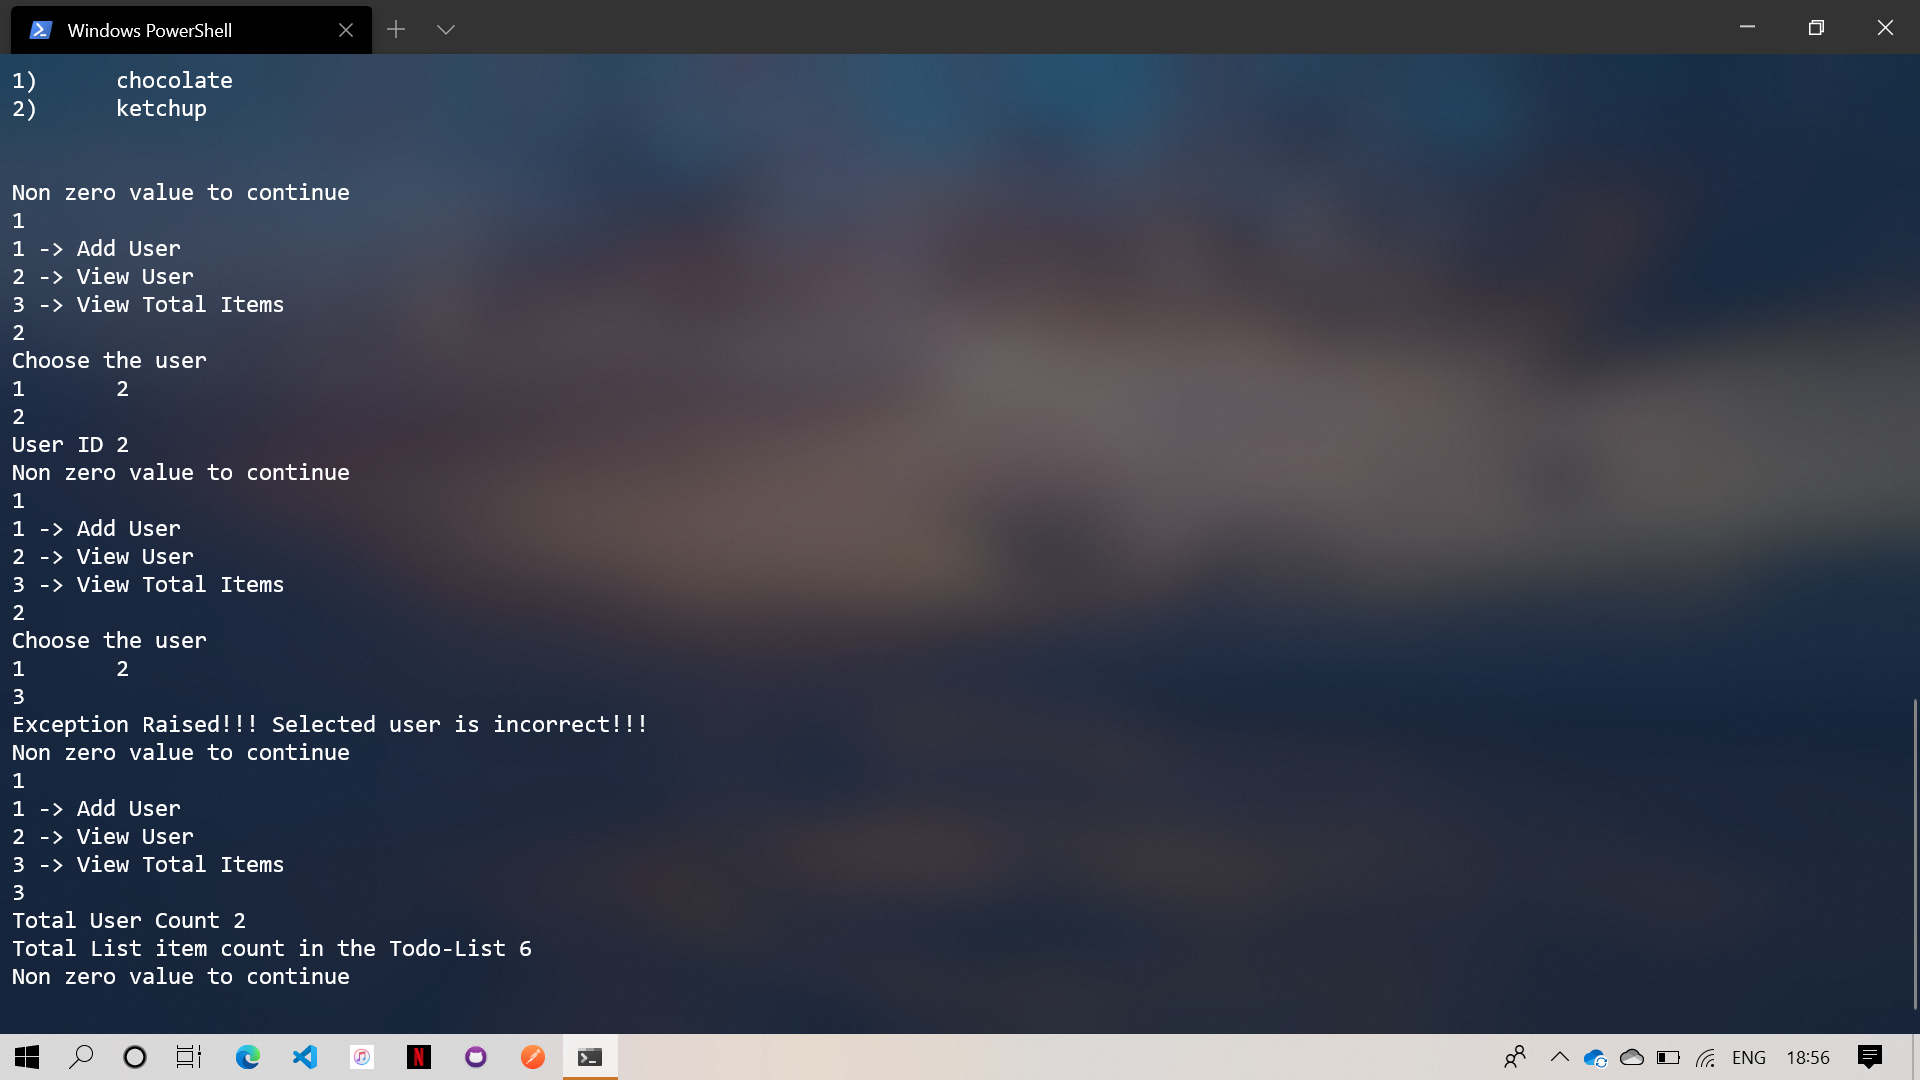 Windows PowerShell
1) chocolate
2) ketchup
Non zero value to continue
1
1 -> Add User
2 -> View User
3 -> View Total Items
2
Choose the user
1 2
2
User ID 2
Non zero value to continue
1
1 -> Add User
2 -> View User
3 -> View Total Items
2
Choose the user
1 2
3
Exception Raised!!! Selected user is incorrect!!!
Non zero value to continue
1
1 -> Add User
2 -> View User
3 -> View Total Items
3
Total User Count 2
Total List item count in the Todo-List 6
Non zero value to continue
N
ENG 18:56